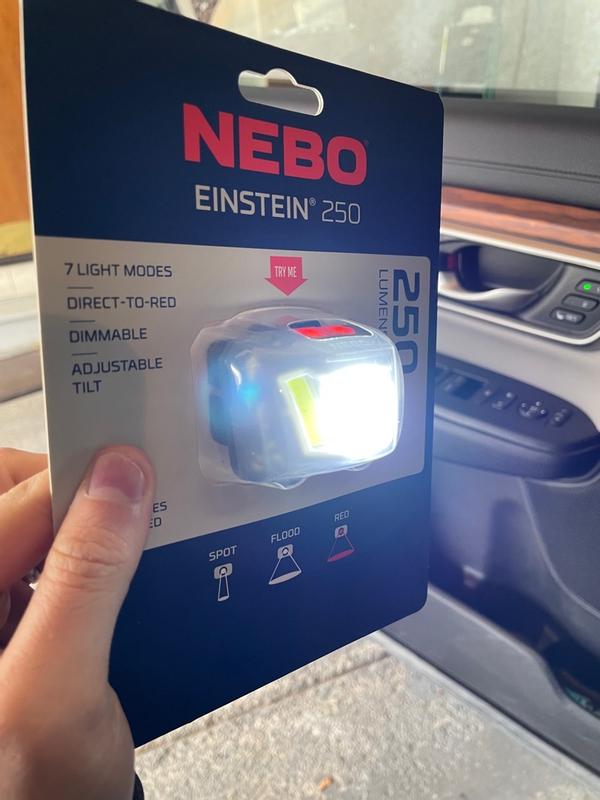 NEBO
EINSTEIN® 250
7 LIGHT MODES
DIRECT-TO-RED
DIMMABLE
ADJUSTABLE
TILT
TRY ME
250
LUMEN
ES
ED
SPOT
FLOOD
RED